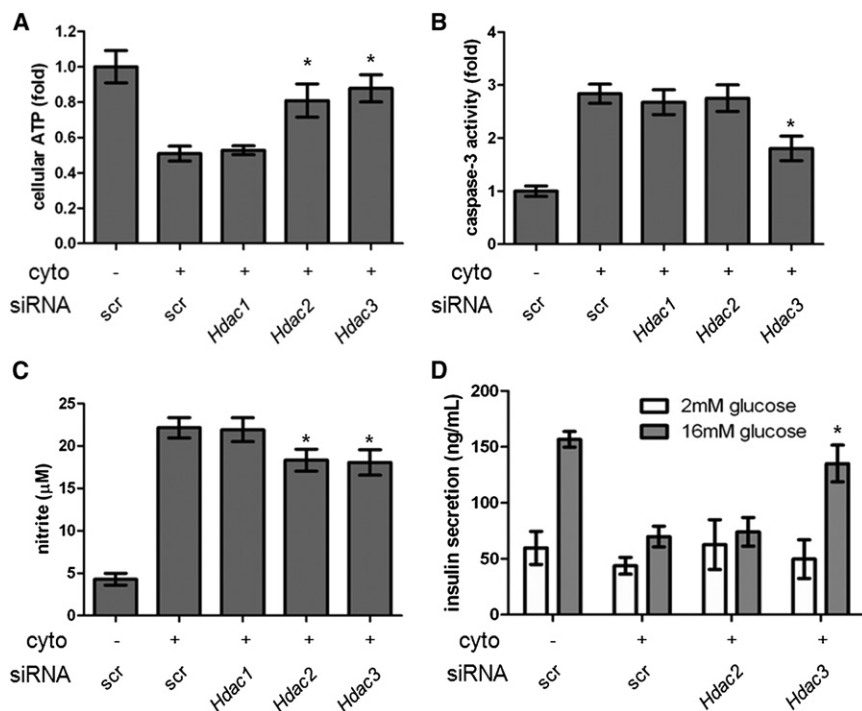 A
cellular ATP (fold)
1.2
1.0
0.8
0.6
0.4
0.2
0.0
* *
cyto - + + + +
siRNA scr scr Hdac1 Hdac2 Hdac3
B
caspase-3 activity (fold)
4
3
2
1
0
*
cyto - + + + +
siRNA scr scr Hdac1 Hdac2 Hdac3
C
nitrite (µM)
25
20
15
10
5
0
* *
cyto - + + + +
siRNA scr scr Hdac1 Hdac2 Hdac3
D
insulin secretion (ng/mL)
200
150
100
50
0
2mM glucose
16mM glucose
*
cyto - + + +
siRNA scr scr Hdac2 Hdac3